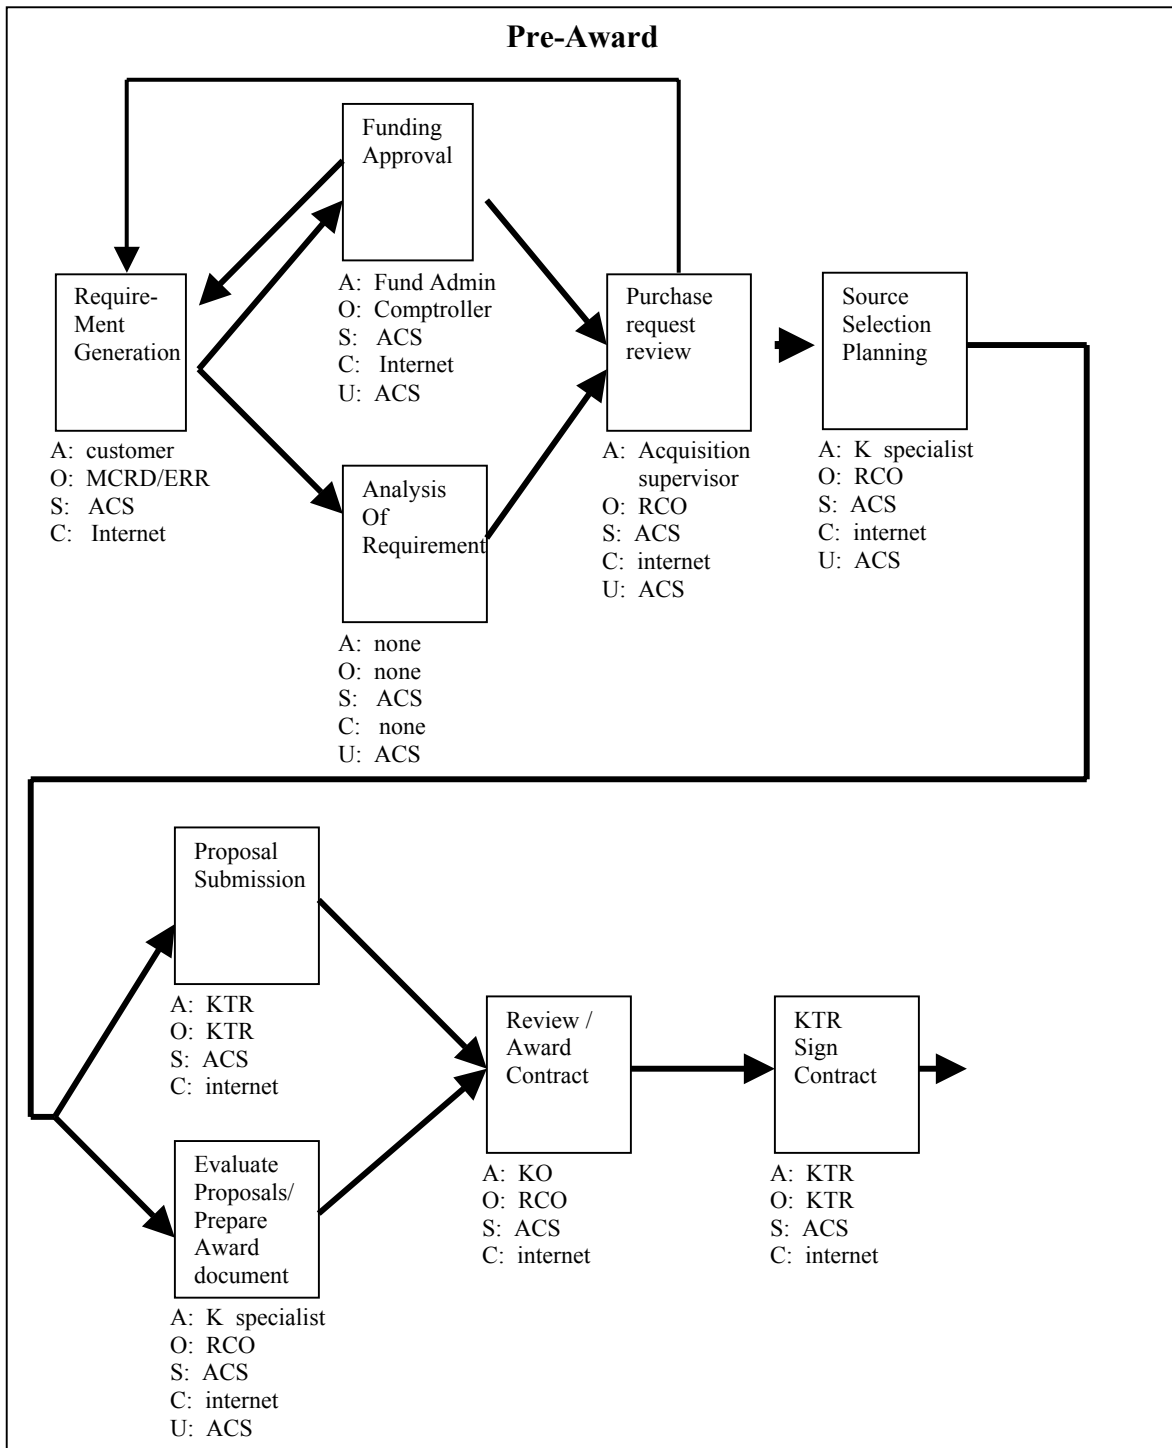 Pre-Award
Funding
Approval
A: Fund Admin
O: Comptroller
S: ACS
C: Internet
U: ACS
Require-
Ment
Generation
A: customer
O: MCRD/ERR
S: ACS
C: Internet
Analysis
Of
Requirement
A: none
O: none
S: ACS
C: none
U: ACS
Purchase
request
review
A: Acquisition
supervisor
O: RCO
S: ACS
C: internet
U: ACS
Source
Selection
Planning
A: K specialist
O: RCO
S: ACS
C: internet
U: ACS
Proposal
Submission
A: KTR
O: KTR
S: ACS
C: internet
Evaluate
Proposals/
Prepare
Award
document
A: K specialist
O: RCO
S: ACS
C: internet
U: ACS
Review /
Award
Contract
A: KO
O: RCO
S: ACS
C: internet
KTR
Sign
Contract
A: KTR
O: KTR
S: ACS
C: internet